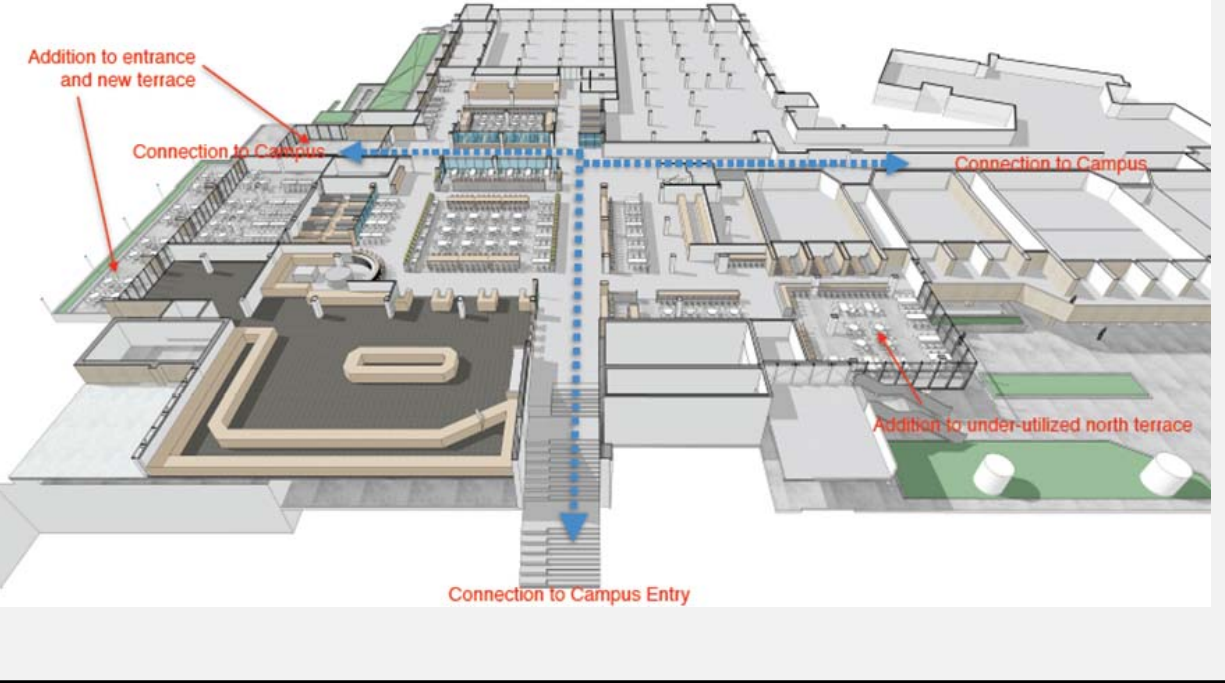 Addition to entrance
and new terrace
Connection to Campus
Connection to Campus
Addition to under-utilized north terrace
Connection to Campus Entry